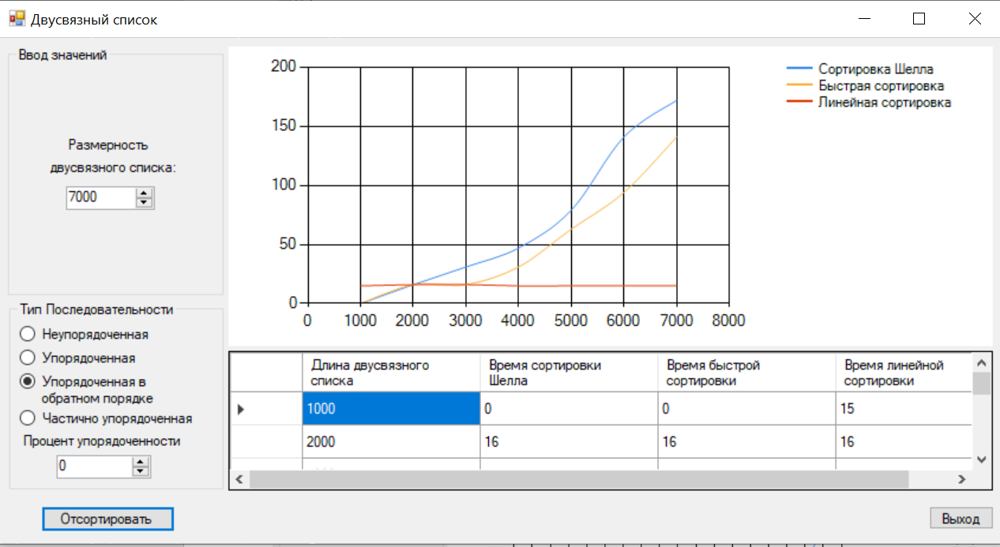 Двусвязный список
Ввод значений
Размерность
двусвязного списка:
7000
Тип Последовательности
Неупорядоченная
Упорядоченная
Упорядоченная в
обратном порядке
Частично упорядоченная
Процент упорядоченности
0
Отсортировать
200
150
100
50
0
0 1000 2000 3000 4000 5000 6000 7000 8000
Сортировка Шелла
Быстрая сортировка
Линейная сортировка
Длина двусвязного
списка
Время сортировки
Шелла
Время быстрой
сортировки
Время линейной
сортировки
1000 0 0 15
2000 16 16 16
Выход